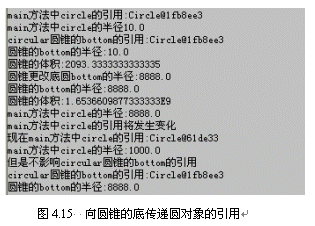 main方法中circle的引用:Circle@1fb8ee3
main方法中circle的半径10.0
circular圆锥的bottom的引用:Circle@1fb8ee3
圆锥的bottom的半径:10.0
圆锥的体积:2093.3333333333335
圆锥更改底圆bottom的半径:8888.0
圆锥的bottom的半径:8888.0
圆锥的体积:1.6536609877333333E9
main方法中circle的半径:8888.0
main方法中circle的引用将发生变化
现在main方法中circle的引用:Circle@61de33
main方法中circle的半径:1000.0
但是不影响circular圆锥的bottom的引用
circular圆锥的bottom的引用:Circle@1fb8ee3
圆锥的bottom的半径:8888.0
图 4.15 向圆锥的底传递圆对象的引用